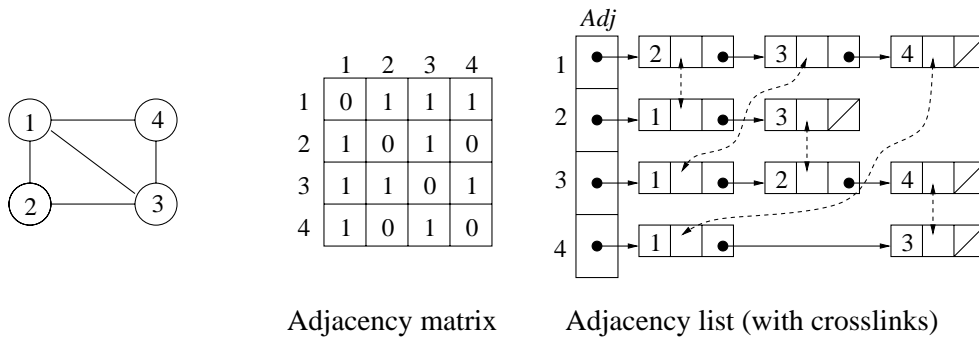 Adj
1 2 3 4
1 0 1 1 1
2 1 0 1 0
3 1 1 0 1
4 1 0 1 0
1 4
2 3
1 2 3 4
2 1 3
3 1 2 4
4 1 3
Adjacency matrix
Adjacency list (with crosslinks)